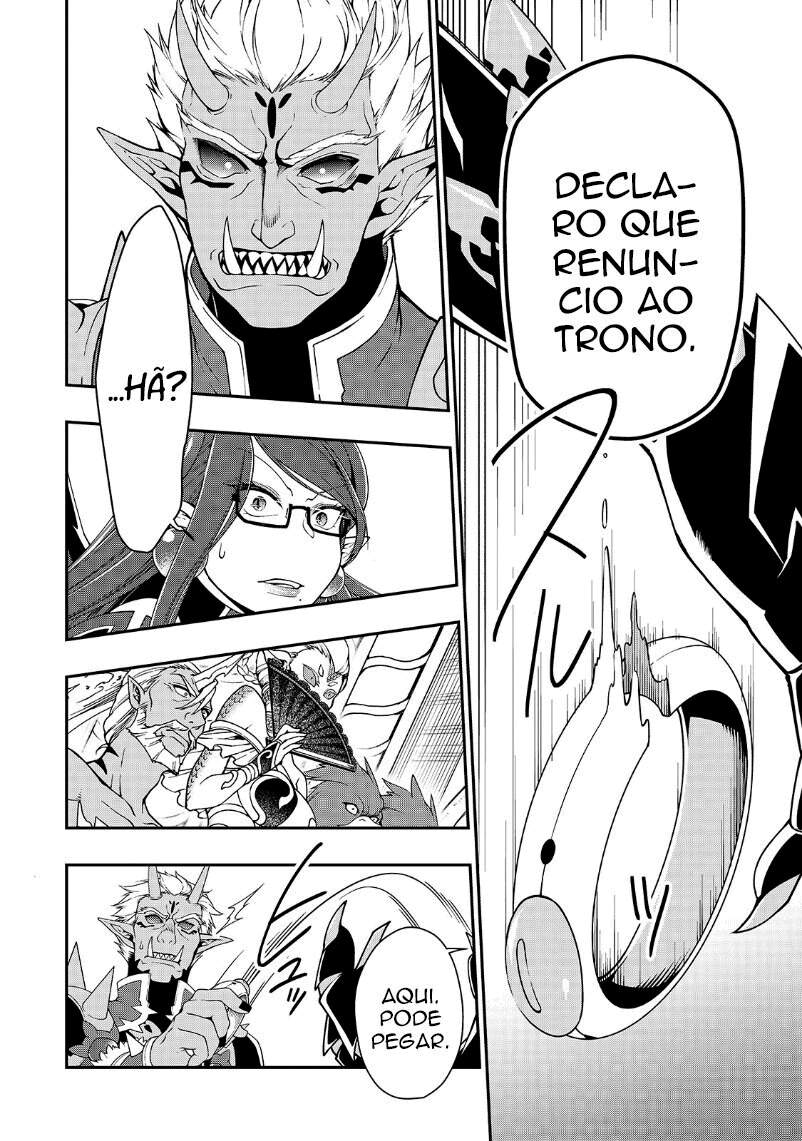 DECLA-
RO QUE
RENUN-
CIO AO
TRONO.
...HÃ?
AQUI.
PODE
PEGAR.